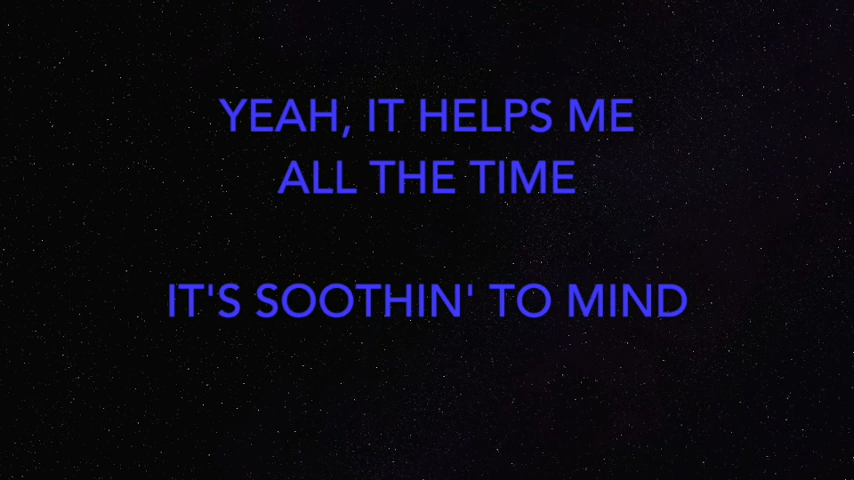 YEAH, IT HELPS ME
ALL THE TIME
IT'S SOOTHIN' TO MIND